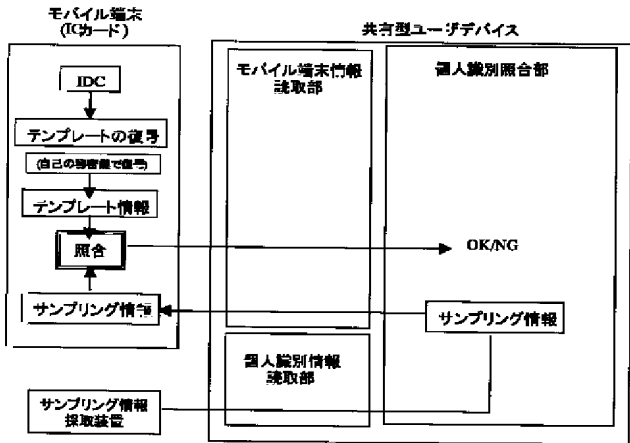 モバイル端末
(ICカード)
共有型ユーザデバイス
IDC
テンプレートの復号
(自己の秘密鍵で復号)
テンプレート情報
照合
サンプリング情報
サンプリング情報
採取装置
モバイル端末情報
読取部
個人識別情報
読取部
個人識別照合部
OK/NG
サンプリング情報